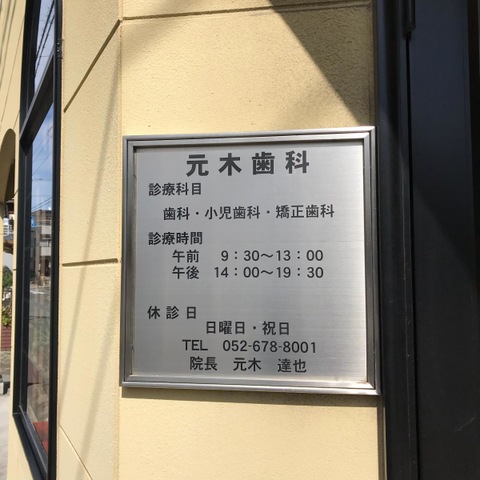 元木歯科
診療科目
歯科・小児歯科・矯正歯科
診療時間
午前 9:30～13:00
午後 14:00～19:30
休診日
日曜日・祝日
TEL 052-678-8001
院長 元木 達也